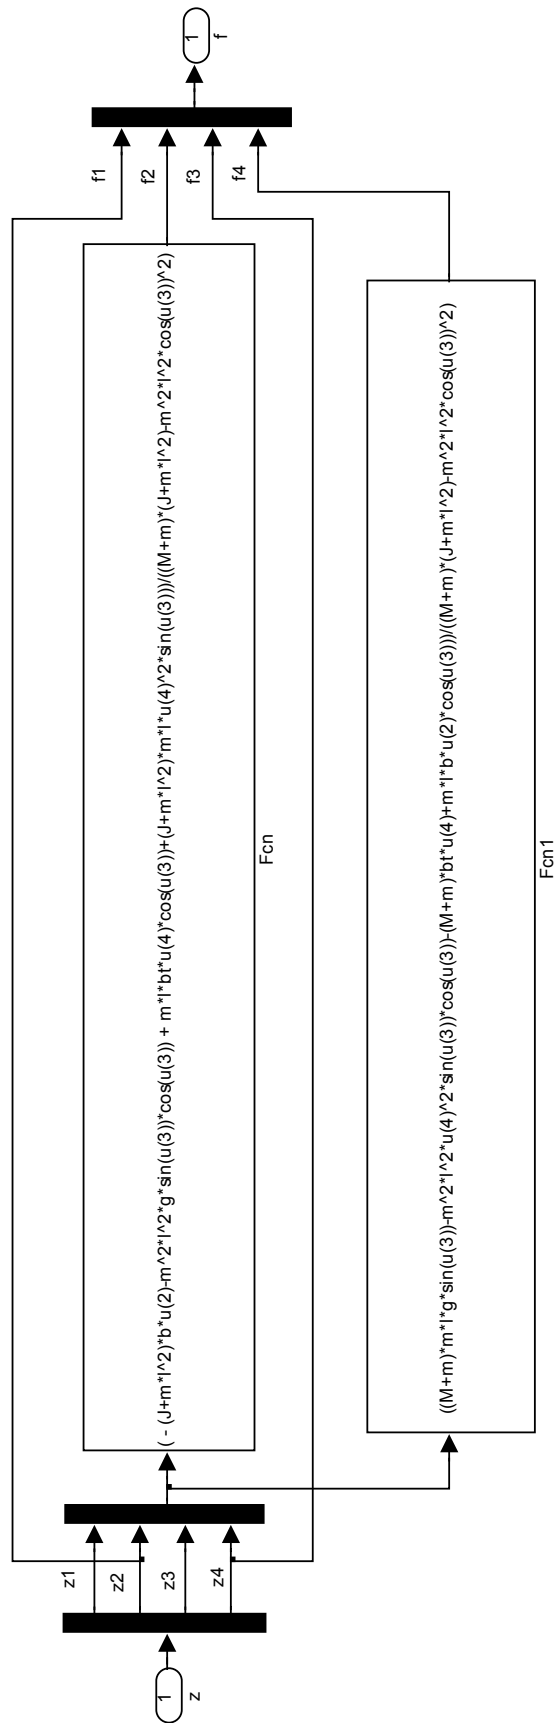 1
z
z1
z2
z3
z4
( - (J+m*l^2)*b*u(2)-m^2*l^2*g*sin(u(3))*cos(u(3)) + m*l*bt*u(4)*cos(u(3))+(J+m*l^2)*m*l*u(4)^2*sin(u(3)))/((M+m)*(J+m*l^2)-m^2*l^2*cos(u(3))^2)
Fcn
((M+m)*m*l*g*sin(u(3))-m^2*l^2*u(4)^2*sin(u(3))*cos(u(3))-(M+m)*bt*u(4)+m*l*b*u(2)*cos(u(3)))/((M+m)*(J+m*l^2)-m^2*l^2*cos(u(3))^2)
Fcn1
f1
f2
f3
f4
1
f